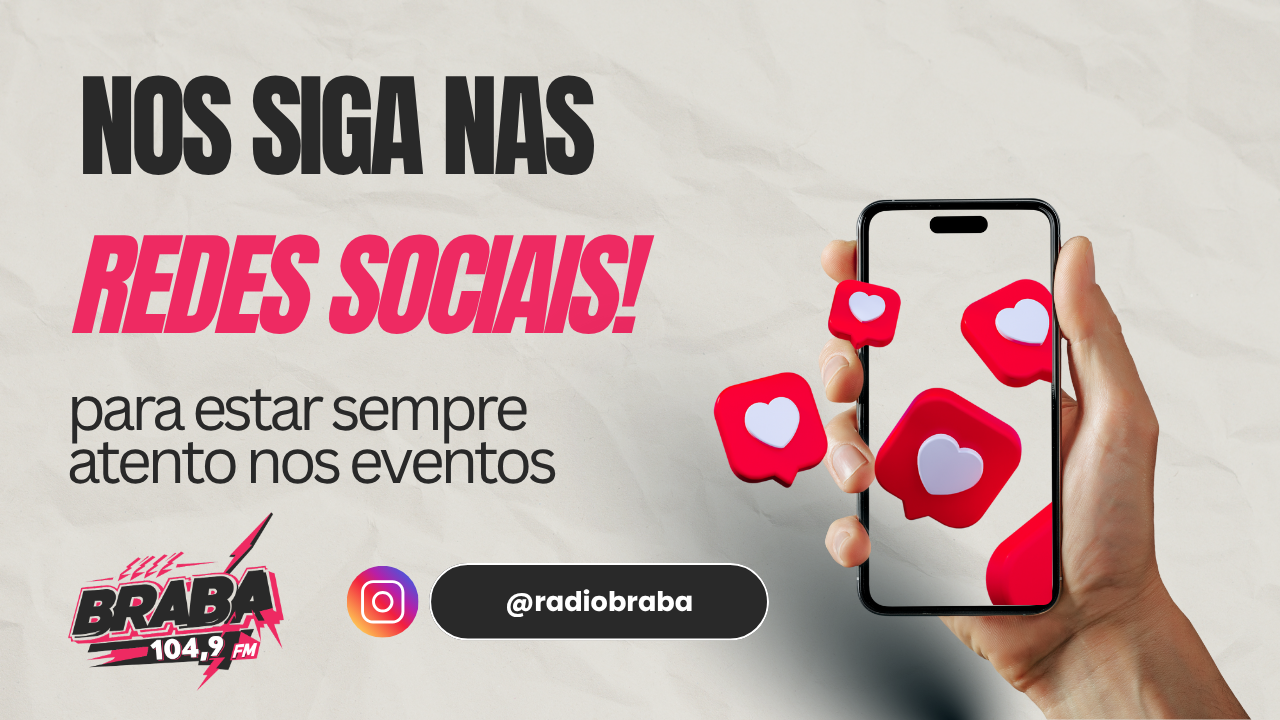 NOS SIGA NAS
REDES SOCIAIS!
para estar sempre
atento nos eventos
BRABA
104,9 FM
@radiobraba